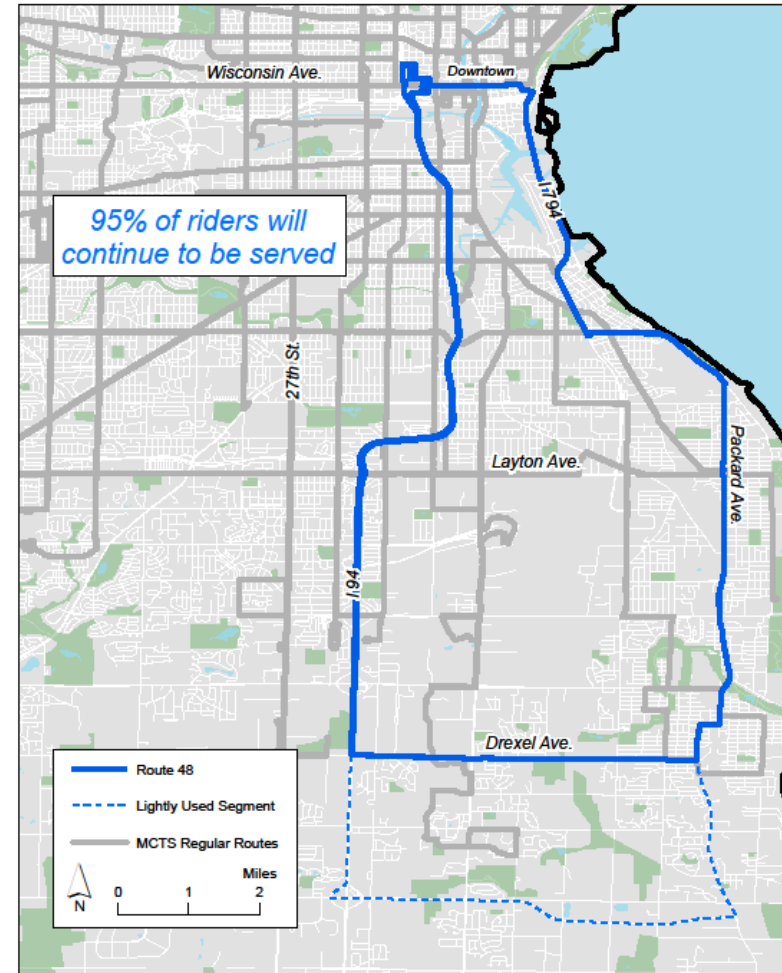 Wisconsin Ave.
Downtown
95% of riders will
continue to be served
I 794
27th St.
Packard Ave.
Layton Ave.
I 94
Drexel Ave.
Route 48
Lightly Used Segment
MCTS Regular Routes
Miles
0 1 2
N